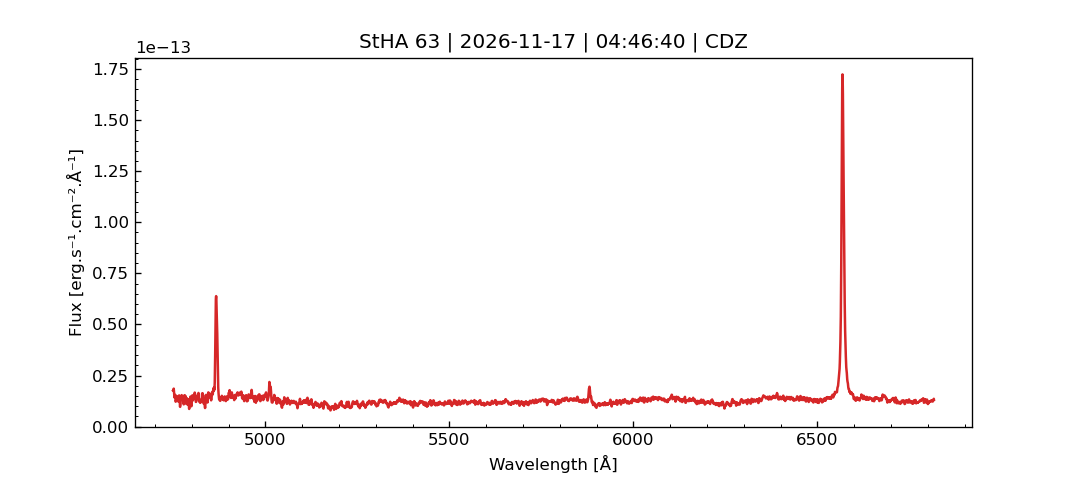 StHA 63 | 2026-11-17 | 04:46:40 | CDZ
1e−13
1.75
1.50
1.25
1.00
0.75
0.50
0.25
0.00
Flux [erg.s⁻¹.cm⁻².Å⁻¹]
5000 5500 6000 6500
Wavelength [Å]